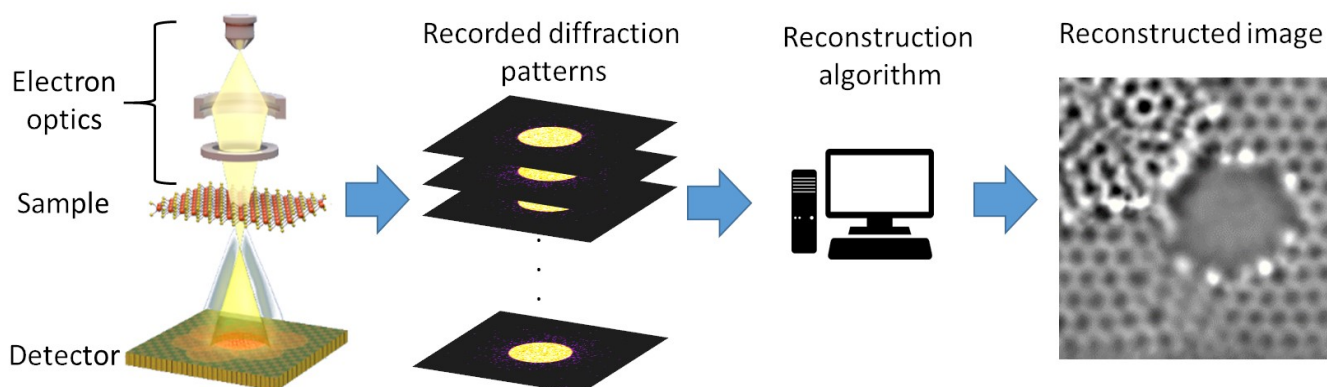 Electron
optics
Sample
Detector
Recorded diffraction
patterns
Reconstruction
algorithm
Reconstructed image